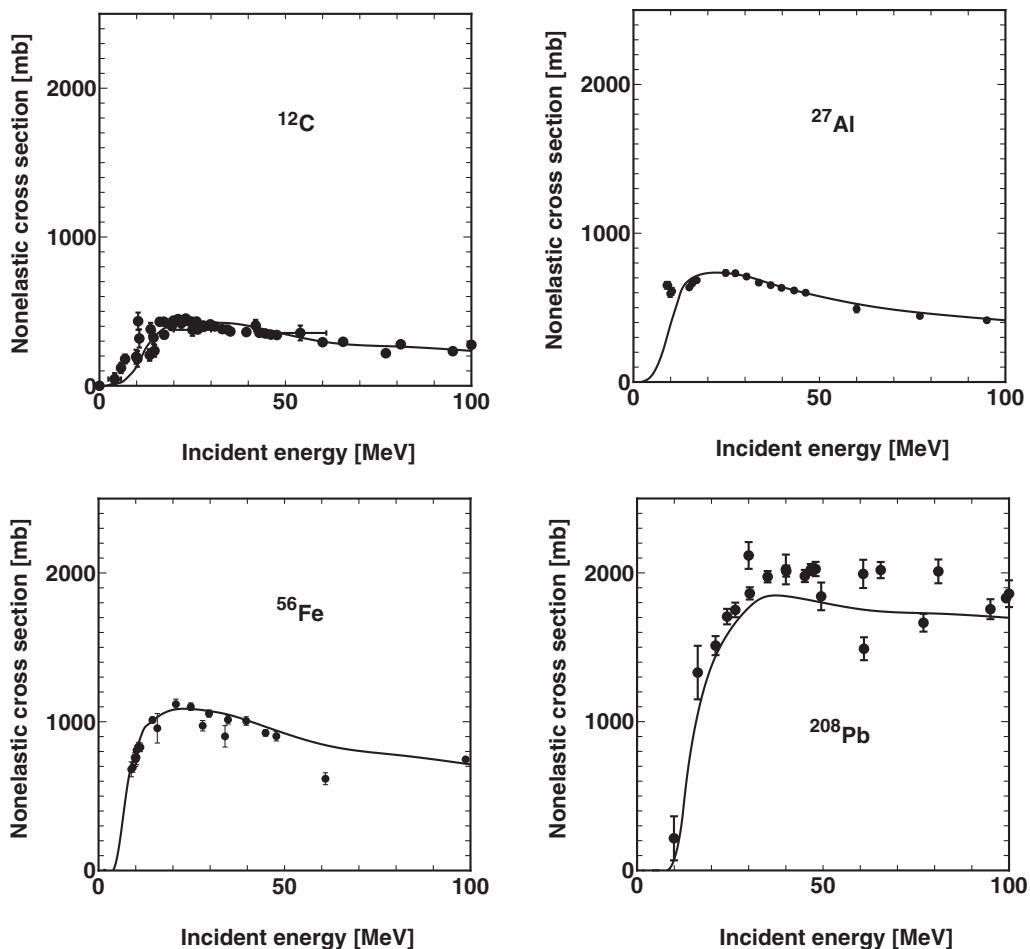 Nonelastic cross section [mb]
2000
1000
0
0
50
100
¹²C
Incident energy [MeV]
Nonelastic cross section [mb]
2000
1000
0
0
50
100
²⁷Al
Incident energy [MeV]
Nonelastic cross section [mb]
2000
1000
0
0
50
100
⁵⁶Fe
Incident energy [MeV]
Nonelastic cross section [mb]
2000
1000
0
0
50
100
²⁰⁸Pb
Incident energy [MeV]